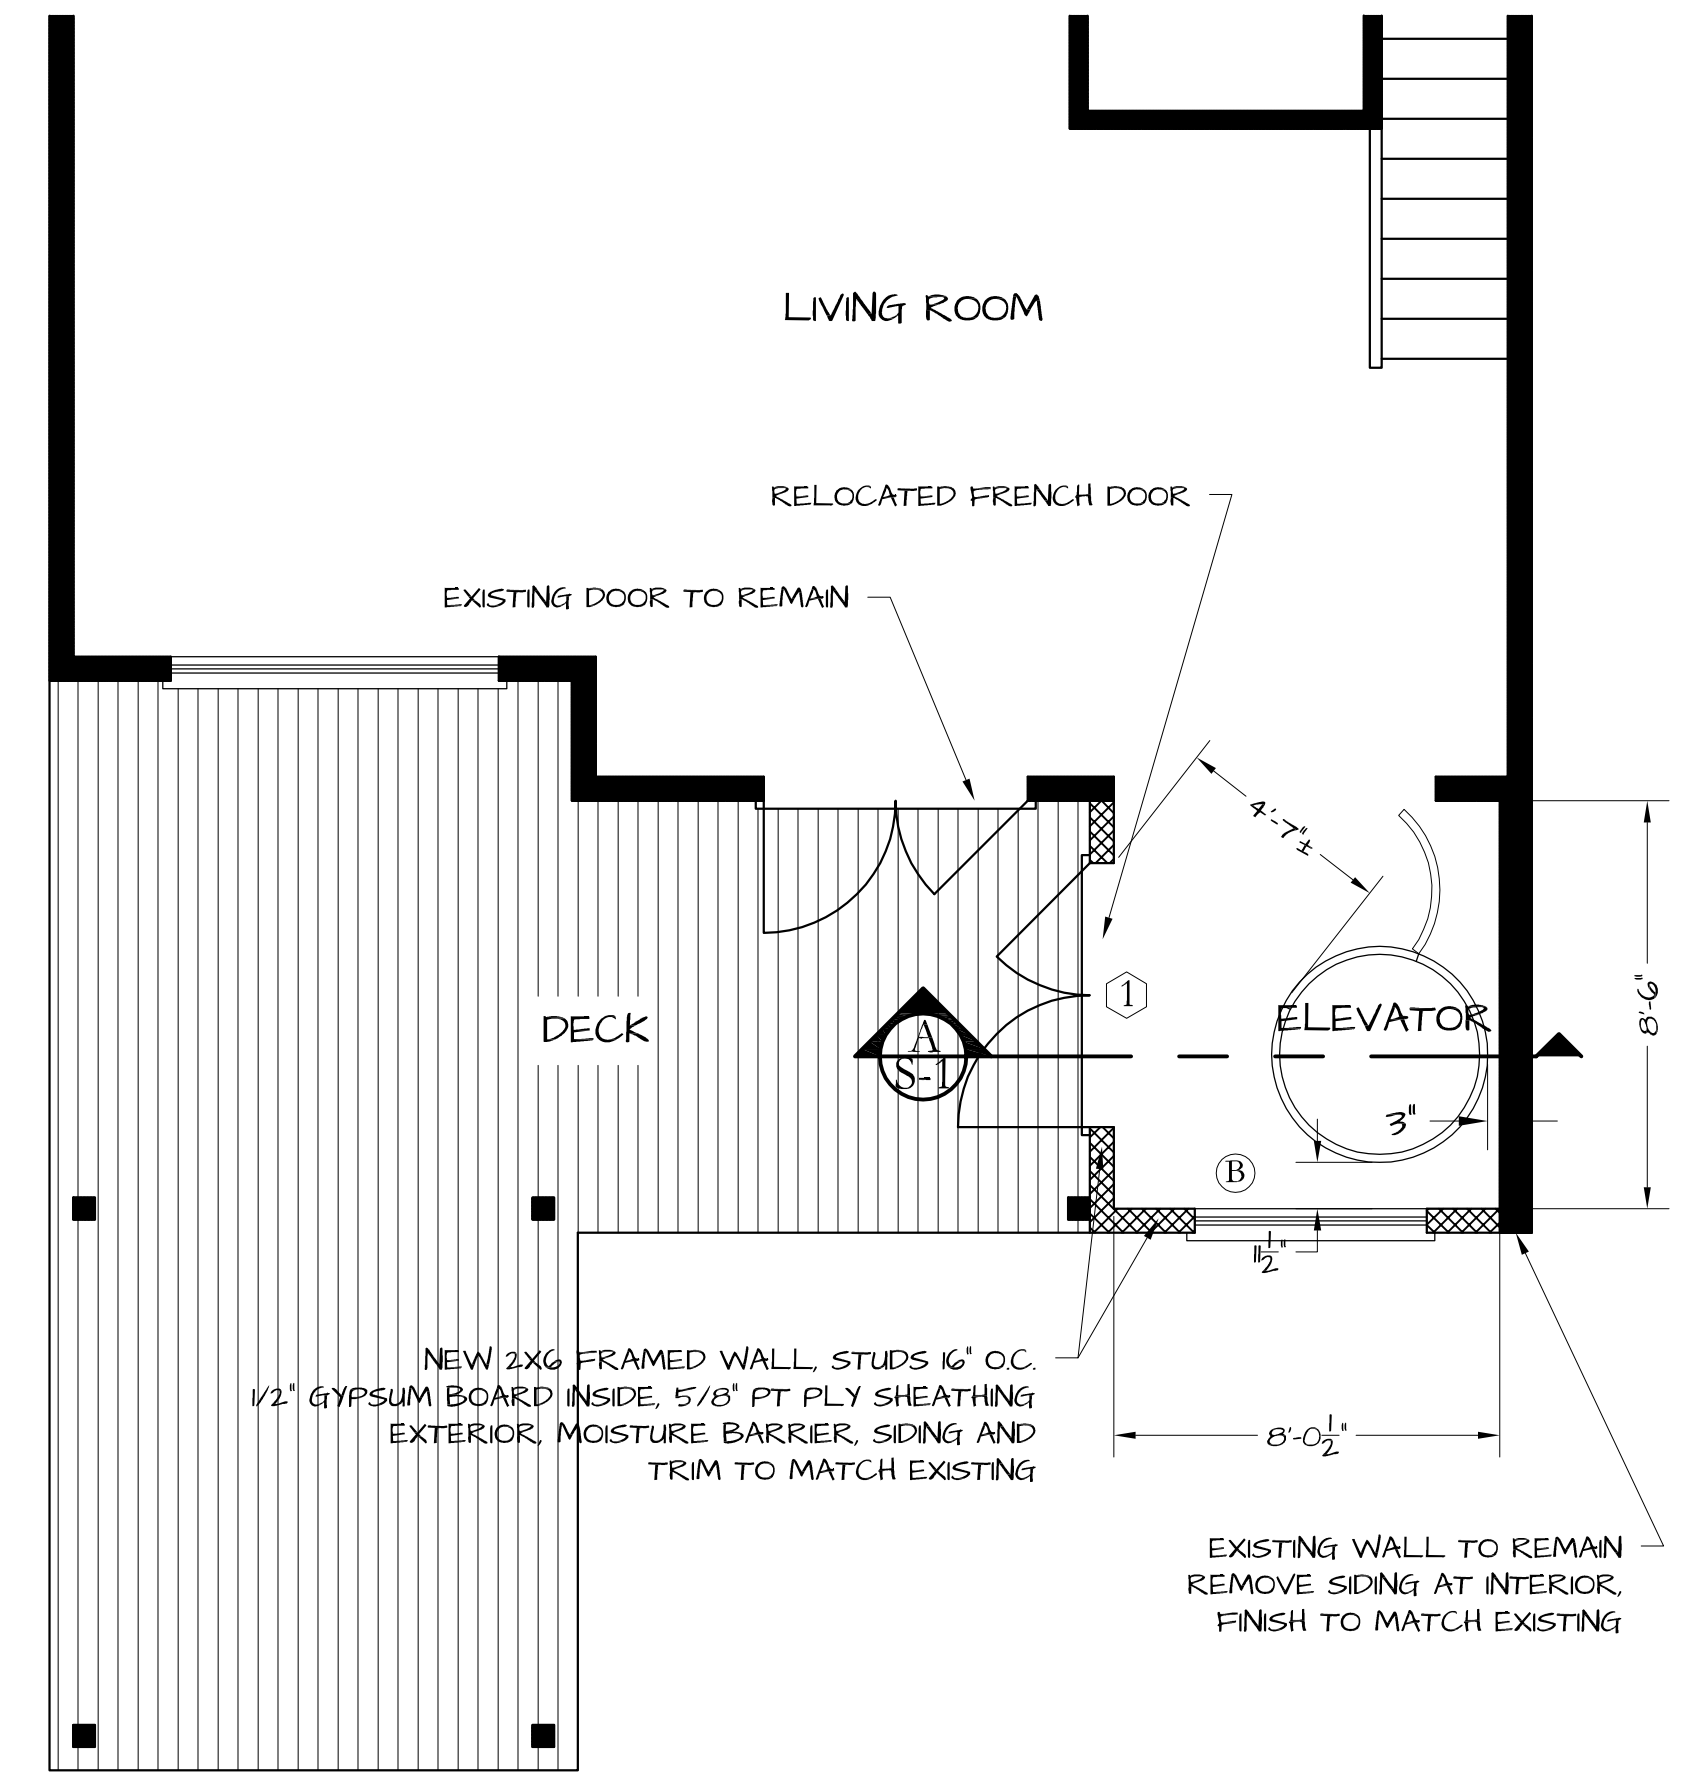 LIVING ROOM
RELOCATED FRENCH DOOR
EXISTING DOOR TO REMAIN
4'-7"±
8'-6"
1
DECK
ELEVATOR
A
S-1
3"
B
11 1/2"
NEW 2X6 FRAMED WALL, STUDS 16" O.C.
1/2" GYPSUM BOARD INSIDE, 5/8" PT PLY SHEATHING
EXTERIOR, MOISTURE BARRIER, SIDING AND
TRIM TO MATCH EXISTING
8'-0 1/2"
EXISTING WALL TO REMAIN
REMOVE SIDING AT INTERIOR,
FINISH TO MATCH EXISTING